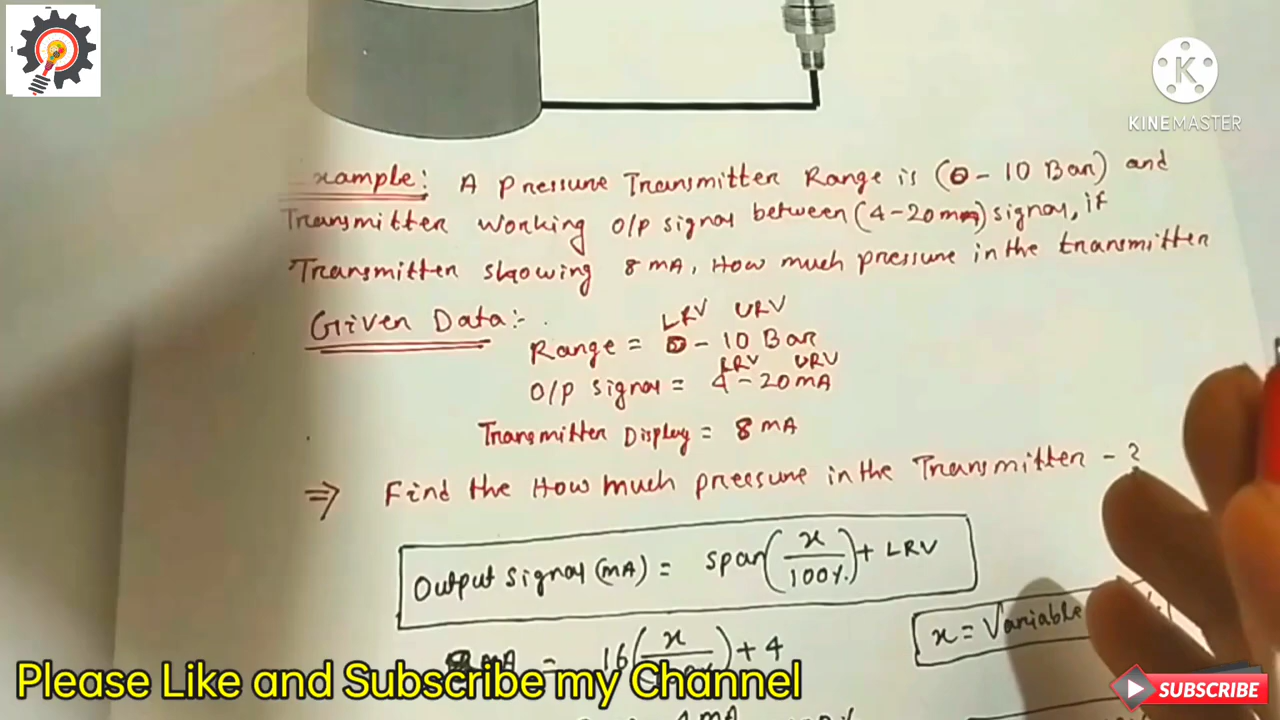 KINEMASTER
xample: A Pressure Transmitter Range is (0-10 Bar) and
Transmitter working O/P signal between (4-20mA) signal, if
Transmitter showing 8 mA, How much pressure in the transmitter
Given Data:-
LRV URV
Range = 0-10 Bar
LRV URV
O/P signal = 4-20mA
Transmitter Display = 8 mA
⇒ Find the How much pressure in the Transmitter - ?
Output Signal (mA) = span(x/100%) + LRV
x = Variable
mA = 16(x/) + 4
Please Like and Subscribe my Channel
SUBSCRIBE